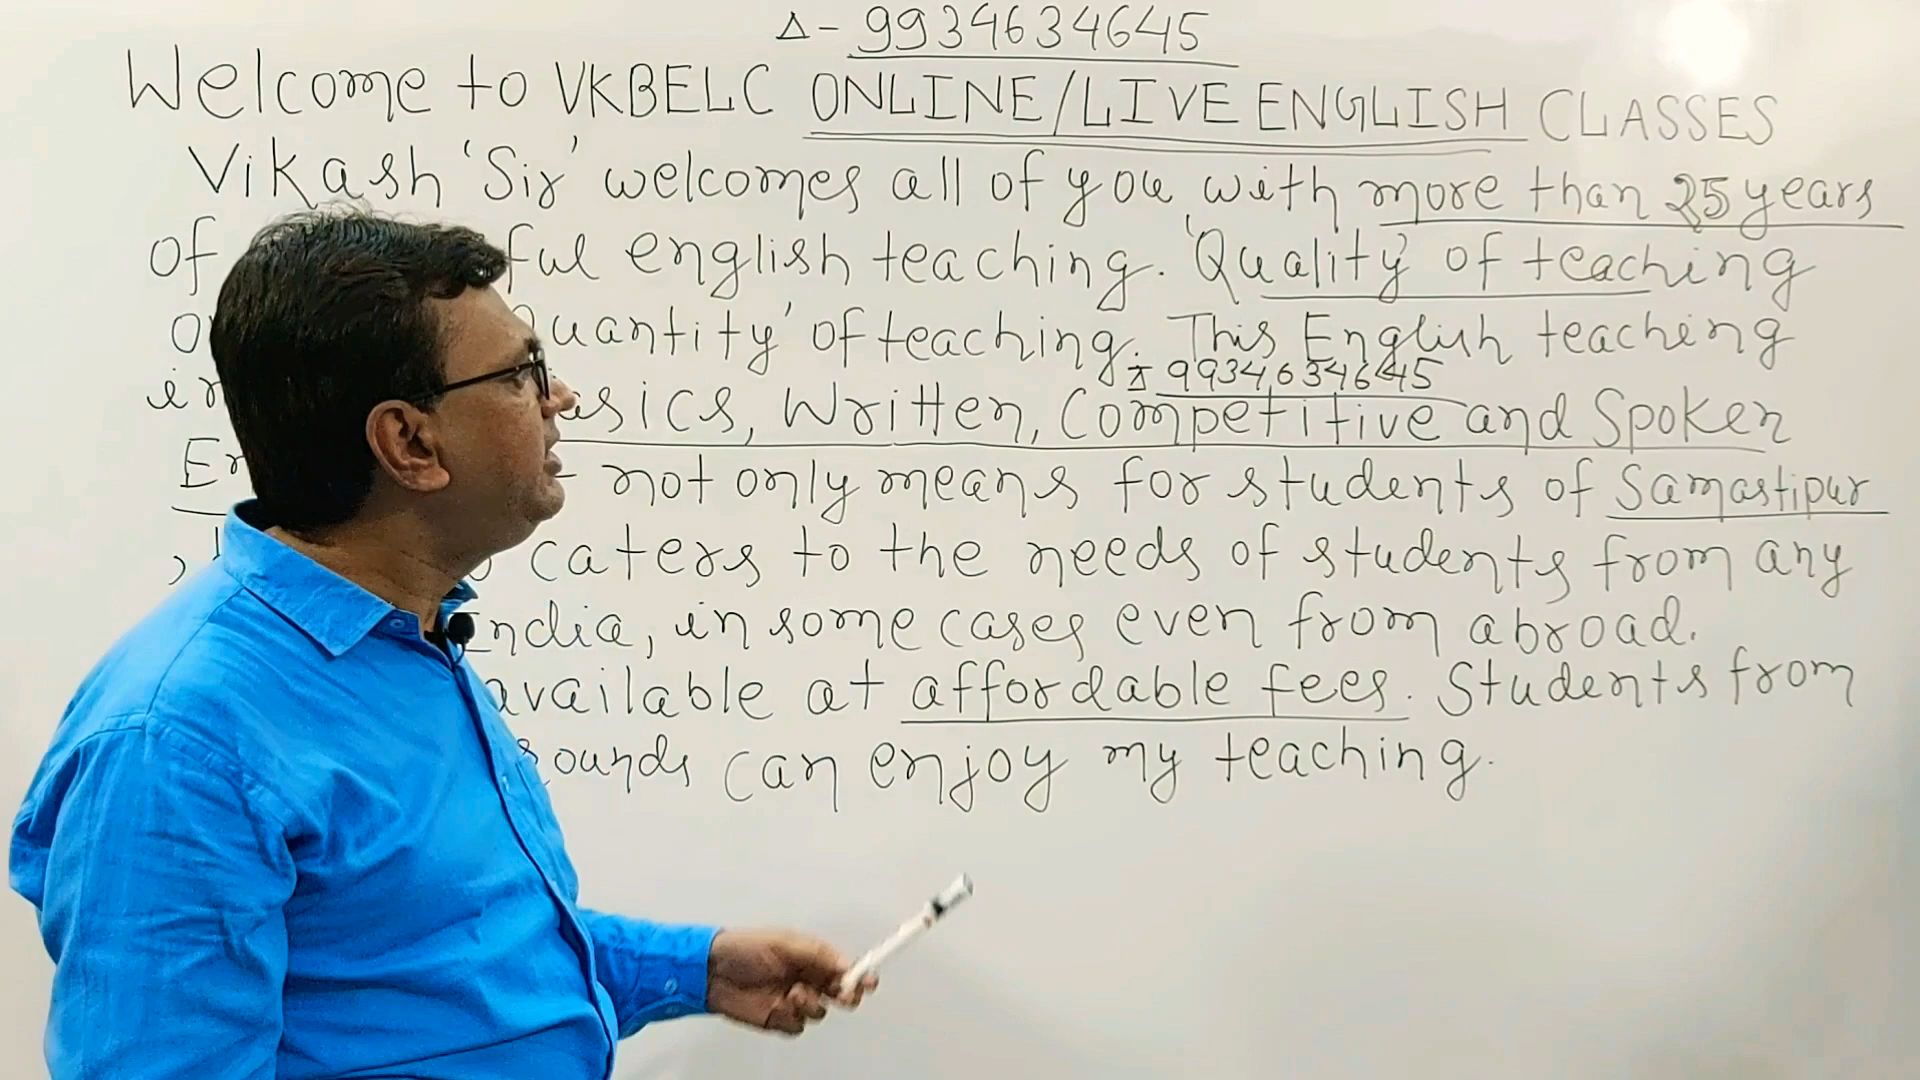 Δ- 9934634645
Welcome to VKBELC ONLINE/LIVE ENGLISH CLASSES
Vikash 'Sir' welcomes all of you with more than 25 years
of english teaching. 'Quality' of teaching
of teaching. This English teaching
9934634645
Written, Competitive and Spoken
not only means for students of Samastipur
, caters to the needs of students from any
India, in some cases even from abroad.
available at affordable fees. Students from
can enjoy my teaching.